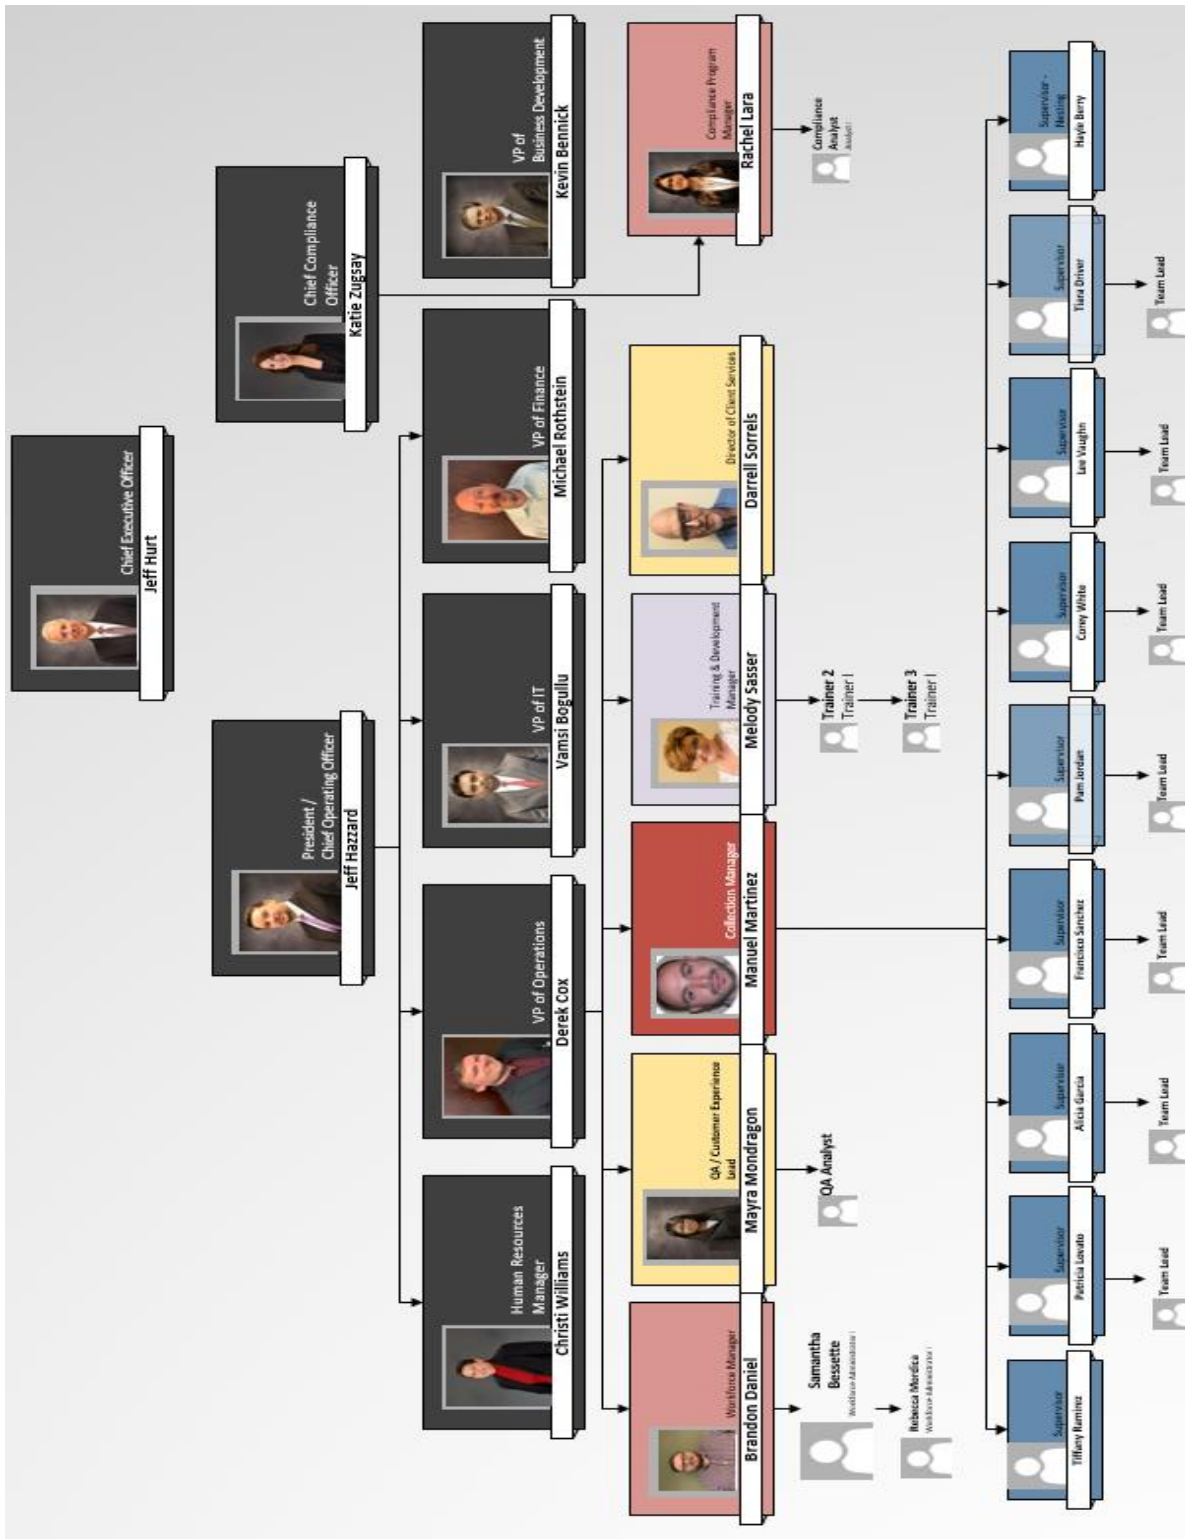 Chief Executive Officer
Jeff Hurt
President /
Chief Operating Officer
Jeff Hazzard
Chief Compliance
Officer
Katie Zugsay
Human Resources
Manager
Christi Williams
VP of Operations
Derek Cox
VP of IT
Vamsi Bogullu
VP of Finance
Michael Rothstein
VP of
Business Development
Kevin Bennick
Workforce Manager
Brandon Daniel
QA / Customer Experience
Lead
Mayra Mondragon
Collection Manager
Manuel Martinez
Training & Development
Manager
Melody Sasser
Director of Client Services
Darrell Sorrels
Compliance Program
Manager
Rachel Lara
Samantha
Bessette
Workforce Administrator I
Rebecca Mordica
Workforce Administrator I
QA Analyst
Trainer 2
Trainer I
Trainer 3
Trainer I
Compliance
Analyst
Analyst I
Supervisor
Tiffany Ramirez
Supervisor
Patricia Lovato
Supervisor
Alicia Garcia
Supervisor
Francisco Sanchez
Supervisor
Pam Jordan
Supervisor
Corey White
Supervisor
Lee Vaughn
Supervisor
Tiara Driver
Supervisor -
Nesting
Hayle Berry
Team Lead
Team Lead
Team Lead
Team Lead
Team Lead
Team Lead
Team Lead